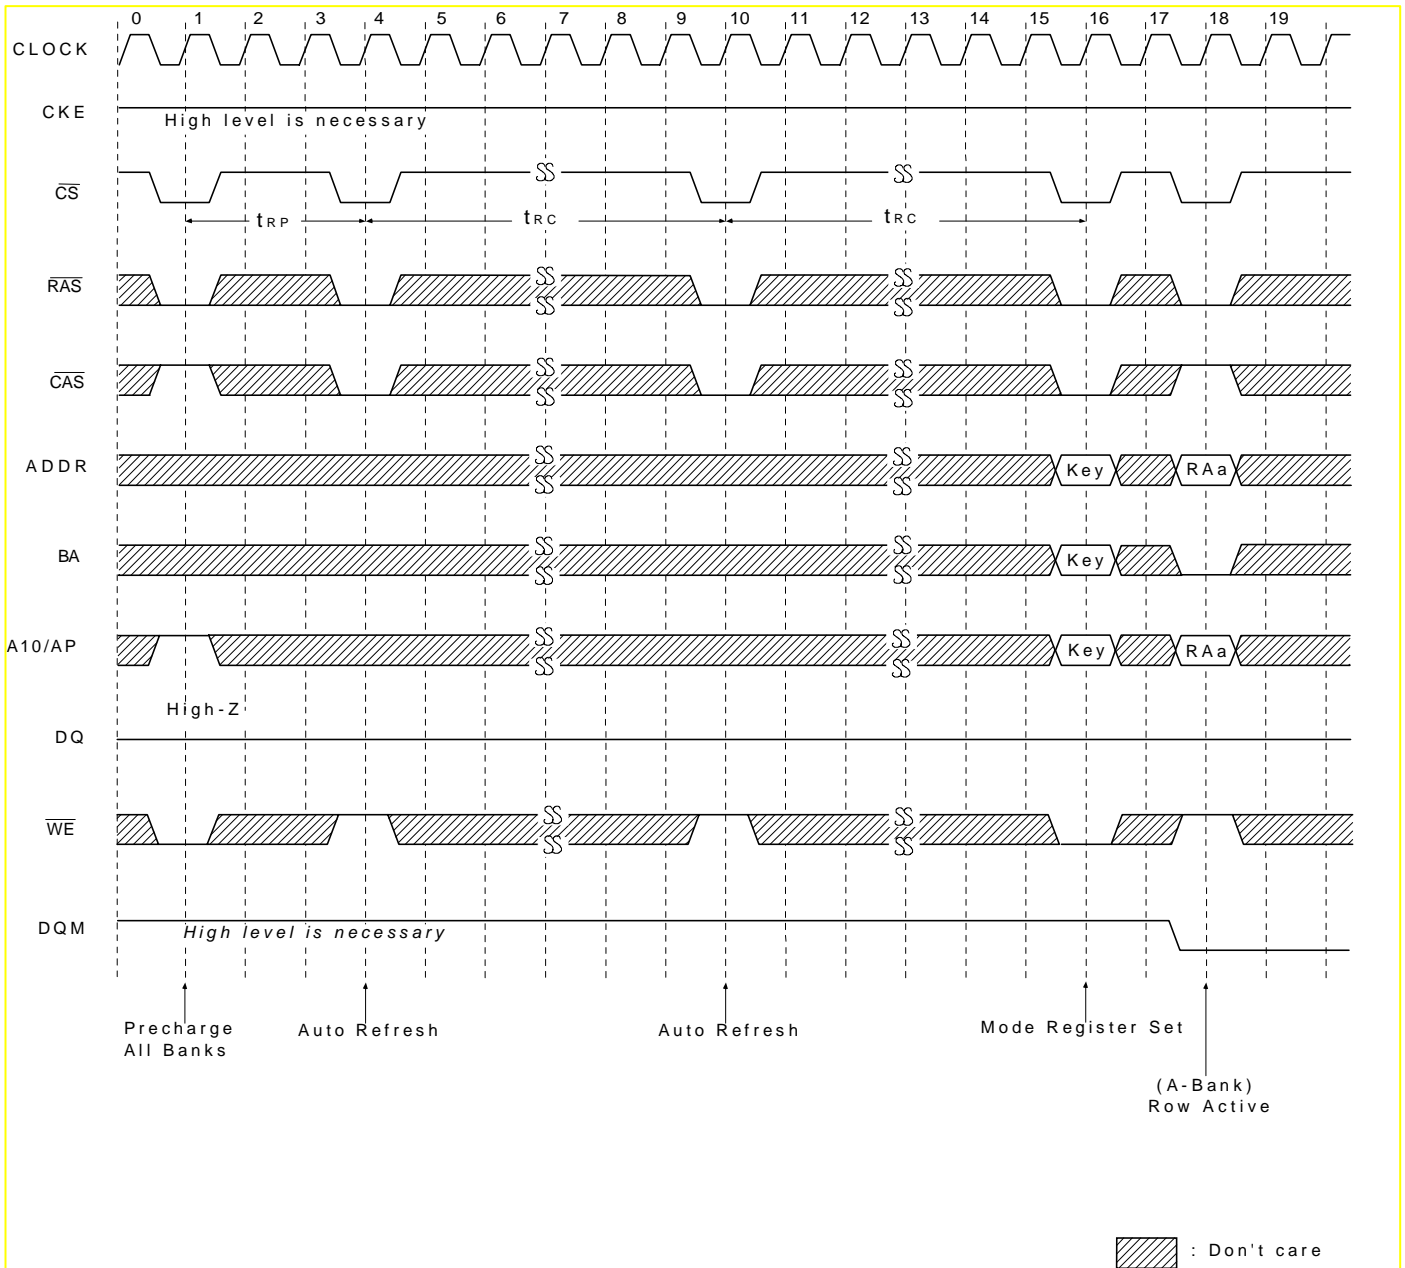 0 1 2 3 4 5 6 7 8 9 10 11 12 13 14 15 16 17 18 19
CLOCK
CKE
High level is necessary
CS
tRP tRC tRC
RAS
CAS
ADDR Key RAa
BA Key
A10/AP Key RAa
High-Z
DQ
WE
DQM
High level is necessary
Precharge
All Banks
Auto Refresh
Auto Refresh
Mode Register Set
(A-Bank)
Row Active
: Don't care